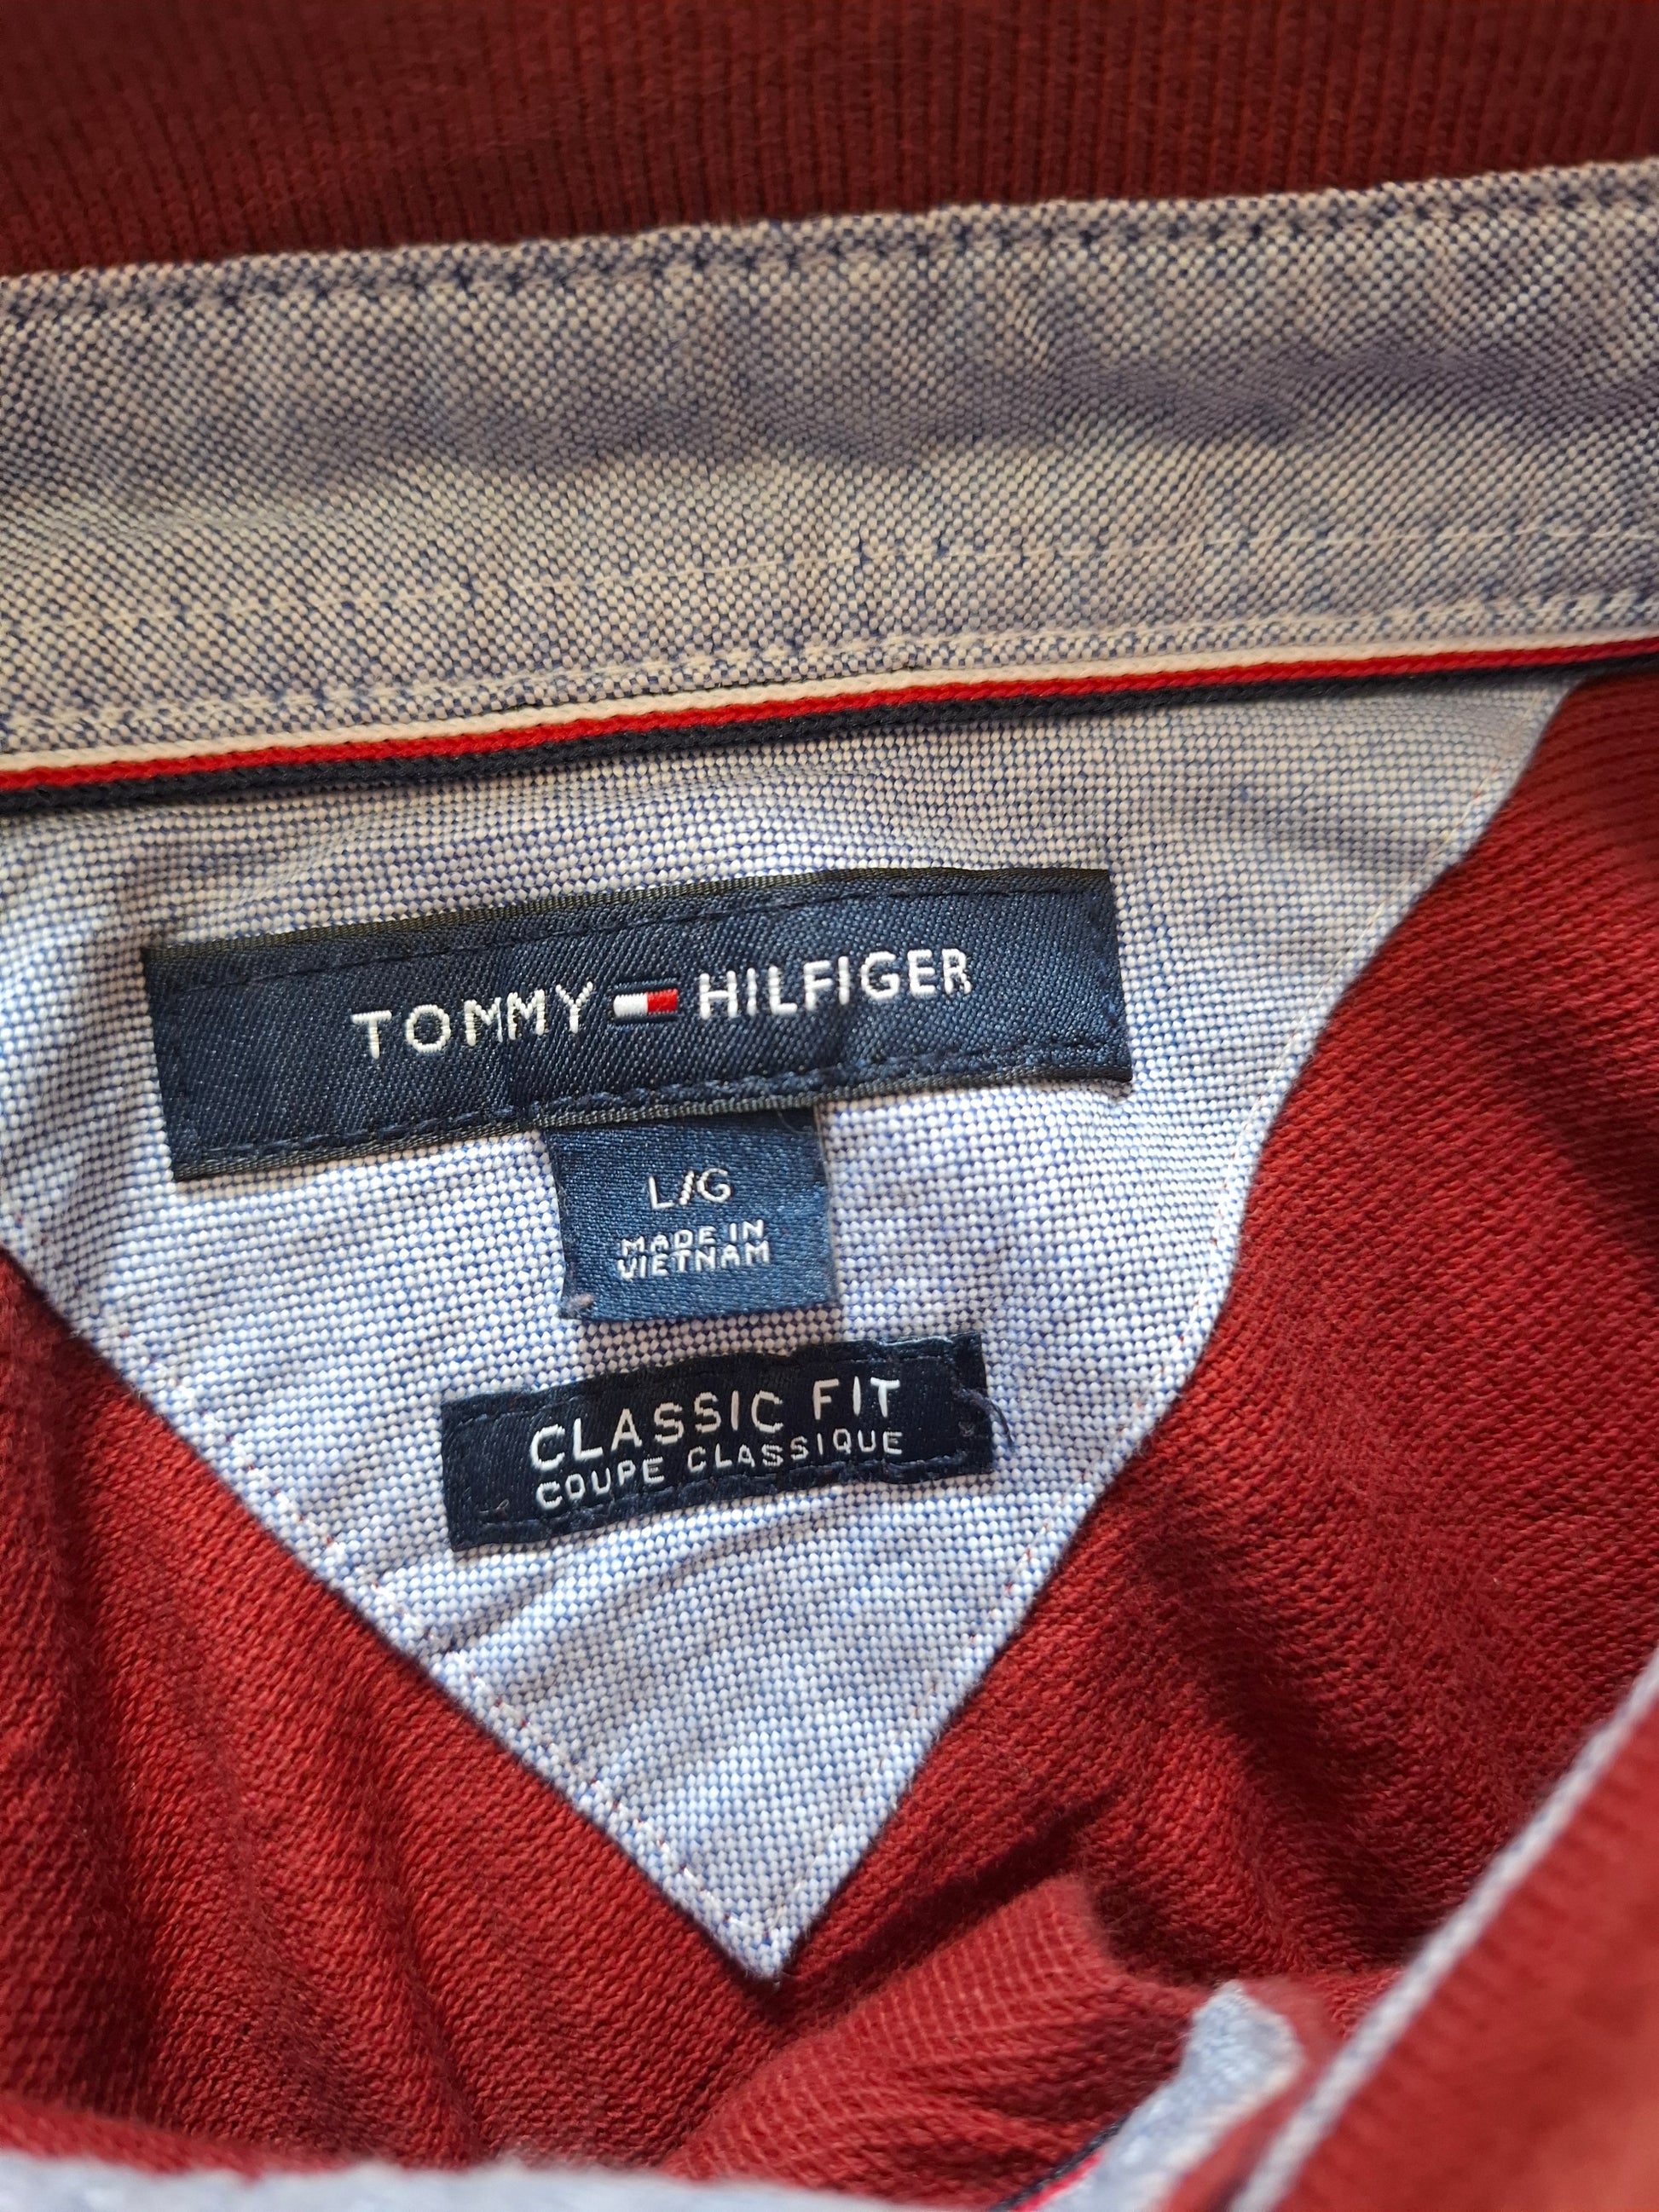 TOMMY HILFIGER
L/G
MADE IN
VIETNAM
CLASSIC FIT
COUPE CLASSIQUE